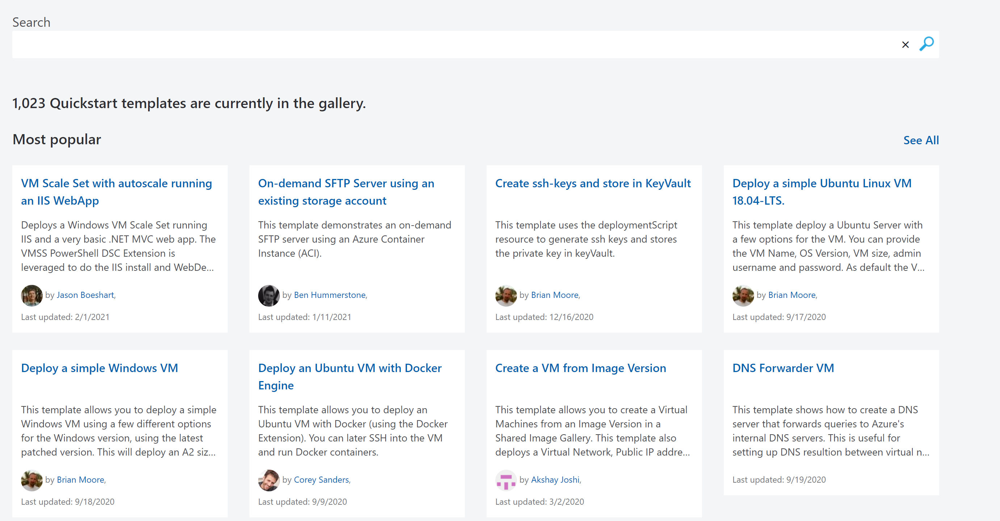 Search
1,023 Quickstart templates are currently in the gallery.
Most popular
See All
VM Scale Set with autoscale running
an IIS WebApp
Deploys a Windows VM Scale Set running
IIS and a very basic .NET MVC web app. The
VMSS PowerShell DSC Extension is
leveraged to do the IIS install and WebDe...
by Jason Boeshart,
Last updated: 2/1/2021
On-demand SFTP Server using an
existing storage account
This template demonstrates an on-demand
SFTP server using an Azure Container
Instance (ACI).
by Ben Hummerstone,
Last updated: 1/11/2021
Create ssh-keys and store in KeyVault
This template uses the deploymentScript
resource to generate ssh keys and stores
the private key in keyVault.
by Brian Moore,
Last updated: 12/16/2020
Deploy a simple Ubuntu Linux VM
18.04-LTS.
This template deploy a Ubuntu Server with
a few options for the VM. You can provide
the VM Name, OS Version, VM size, admin
username and password. As default the V...
by Brian Moore,
Last updated: 9/17/2020
Deploy a simple Windows VM
This template allows you to deploy a simple
Windows VM using a few different options
for the Windows version, using the latest
patched version. This will deploy an A2 siz...
by Brian Moore,
Last updated: 9/18/2020
Deploy an Ubuntu VM with Docker
Engine
This template allows you to deploy an
Ubuntu VM with Docker (using the Docker
Extension). You can later SSH into the VM
and run Docker containers.
by Corey Sanders,
Last updated: 9/9/2020
Create a VM from Image Version
This template allows you to create a Virtual
Machines from an Image Version in a
Shared Image Gallery. This template also
deploys a Virtual Network, Public IP addre...
by Akshay Joshi,
Last updated: 3/2/2020
DNS Forwarder VM
This template shows how to create a DNS
server that forwards queries to Azure's
internal DNS servers. This is useful for
setting up DNS resultion between virtual n...
Last updated: 9/19/2020